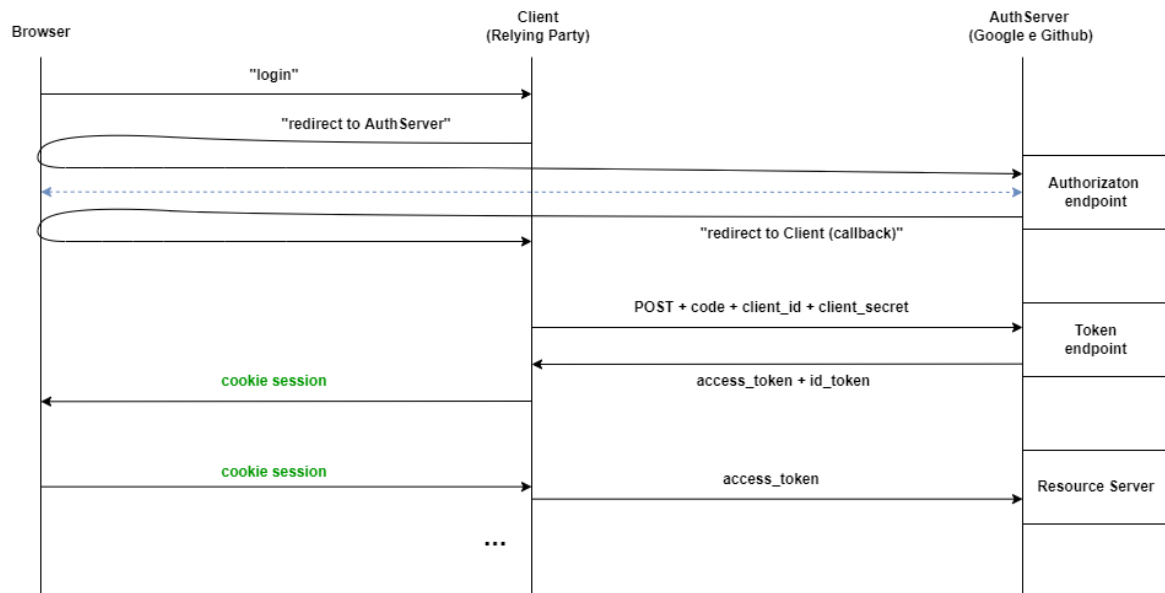 Browser
Client
(Relying Party)
AuthServer
(Google e Github)
"login"
"redirect to AuthServer"
Authorizaton
endpoint
"redirect to Client (callback)"
POST + code + client_id + client_secret
Token
endpoint
access_token + id_token
cookie session
cookie session
access_token
Resource Server
...